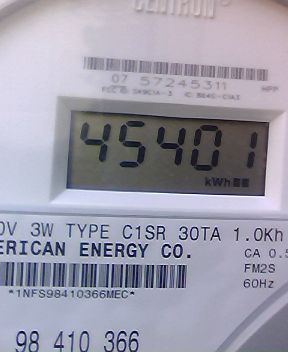 CENTRON
07 57245311
45401
kWh
0V 3W TYPE C1SR 30TA 1.0Kh
ERICAN ENERGY CO.
CA 0.5
FM2S
60Hz
*1NFS98410366MEC*
98 410 366